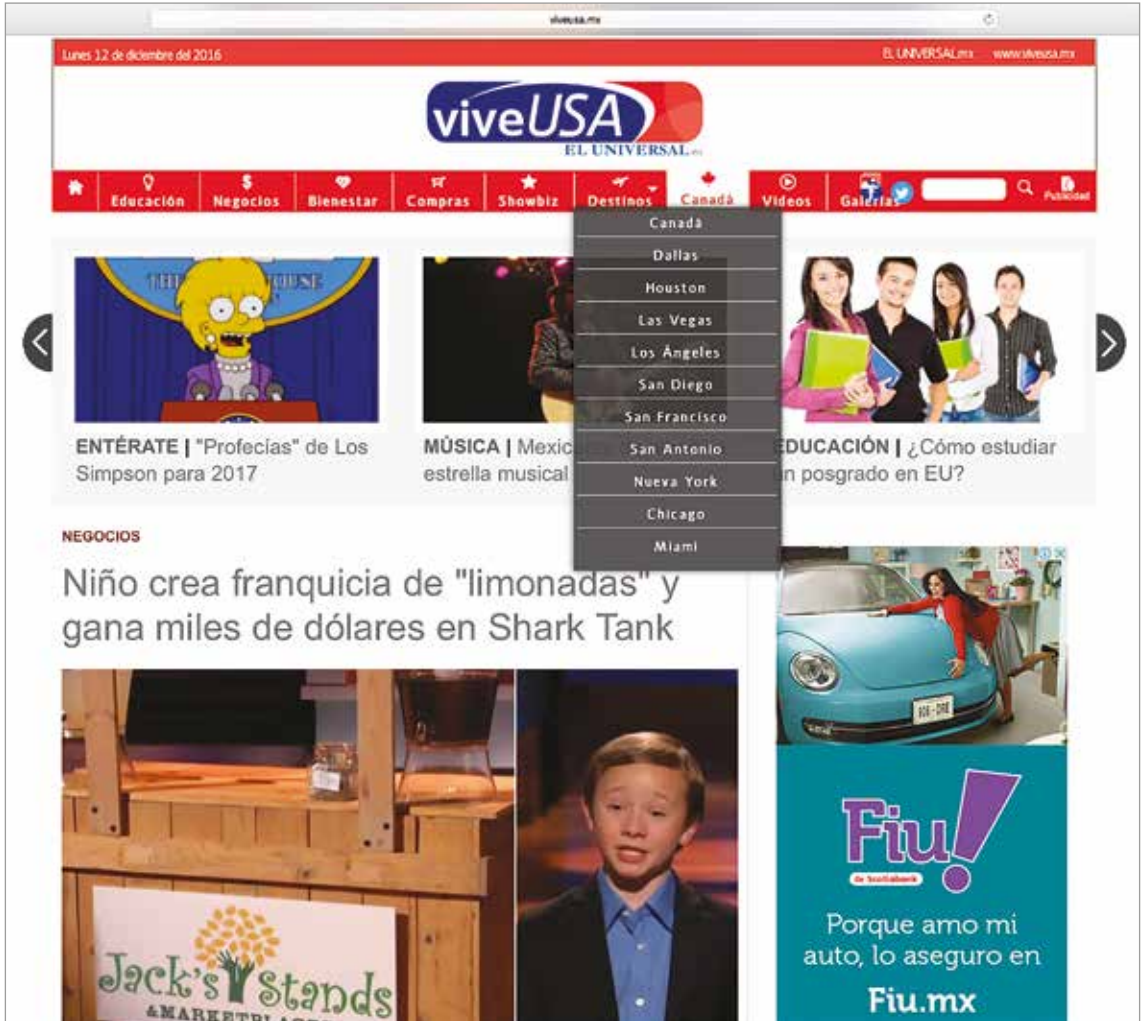 viveusa.mx
Lunes 12 de diciembre del 2016
EL UNIVERSAL.mx www.viveusa.mx
viveUSA
EL UNIVERSAL
Educación Negocios Bienestar Compras Showbiz Destinos Canadá Videos Galerías Publicidad
Canadá
Dallas
Houston
Las Vegas
Los Ángeles
San Diego
San Francisco
San Antonio
Nueva York
Chicago
Miami
ENTÉRATE | "Profecías" de Los
Simpson para 2017
MÚSICA |
estrella musical
EDUCACIÓN | ¿Cómo estudiar
un posgrado en EU?
NEGOCIOS
Niño crea franquicia de "limonadas" y
gana miles de dólares en Shark Tank
Jack's Stands
Fiu!
de Scotiabank
Porque amo mi
auto, lo aseguro en
Fiu.mx